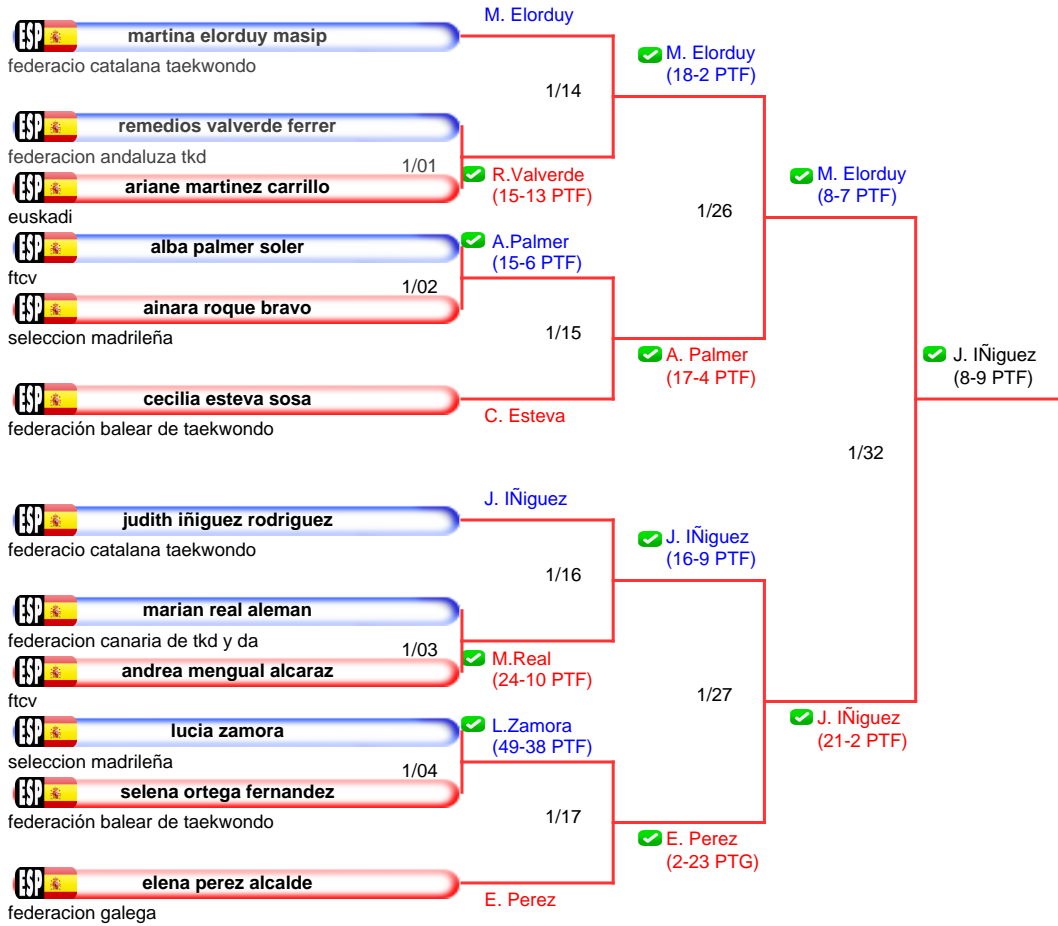 ESP martina elorduy masip
federacio catalana taekwondo
ESP remedios valverde ferrer
federacion andaluza tkd
1/01
ESP ariane martinez carrillo
euskadi
ESP alba palmer soler
ftcv
1/02
ESP ainara roque bravo
seleccion madrileña
ESP cecilia esteva sosa
federación balear de taekwondo
ESP judith iñiguez rodriguez
federacio catalana taekwondo
ESP marian real aleman
federacion canaria de tkd y da
1/03
ESP andrea mengual alcaraz
ftcv
ESP lucia zamora
seleccion madrileña
1/04
ESP selena ortega fernandez
federación balear de taekwondo
ESP elena perez alcalde
federacion galega
M. Elorduy
1/14
R.Valverde
(15-13 PTF)
A.Palmer
(15-6 PTF)
1/15
C. Esteva
J. IÑiguez
1/16
M.Real
(24-10 PTF)
L.Zamora
(49-38 PTF)
1/17
E. Perez
M. Elorduy
(18-2 PTF)
1/26
A. Palmer
(17-4 PTF)
J. IÑiguez
(16-9 PTF)
1/27
E. Perez
(2-23 PTG)
M. Elorduy
(8-7 PTF)
1/32
J. IÑiguez
(21-2 PTF)
J. IÑiguez
(8-9 PTF)